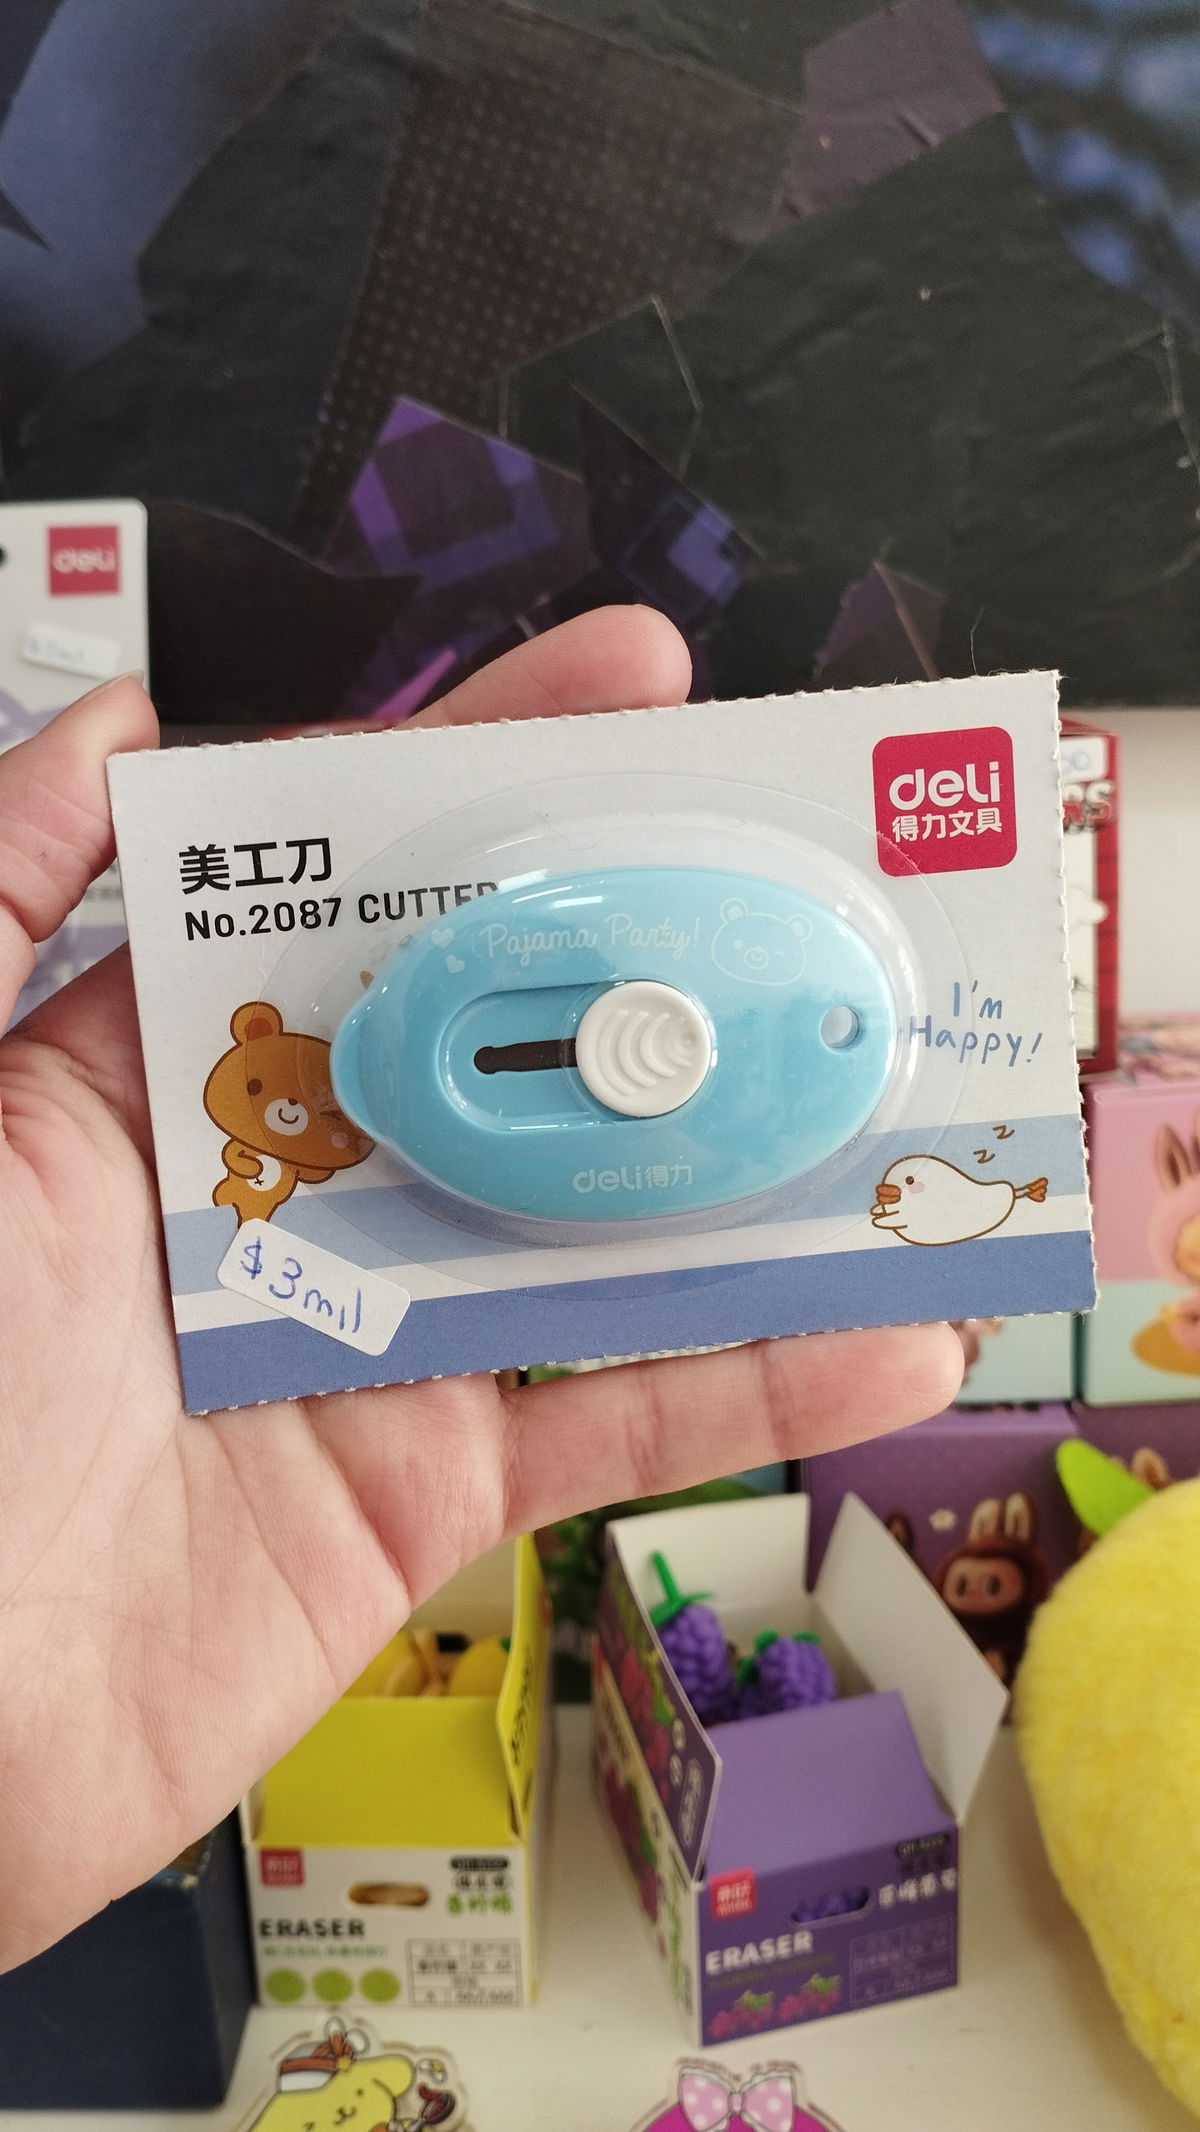 deli
美工刀
No.2087 CUTTER
deli
得力文具
Pajama Party!
I'm
Happy!
z
z
deli得力
$3mil
ERASER
ERASER